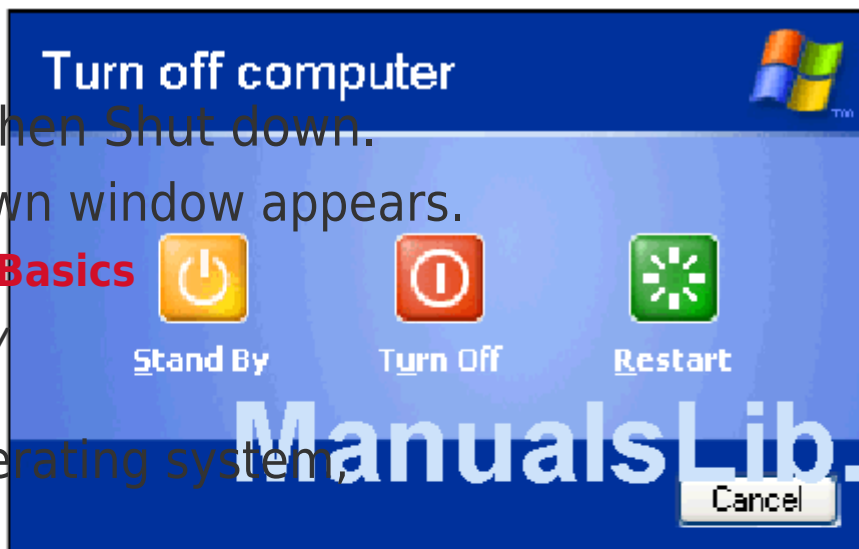 Turn off computer
TM
hen Shut down.
wn window appears.
Basics
Stand By
Turn Off
Restart
erating system,
ManualsLib.
Cancel